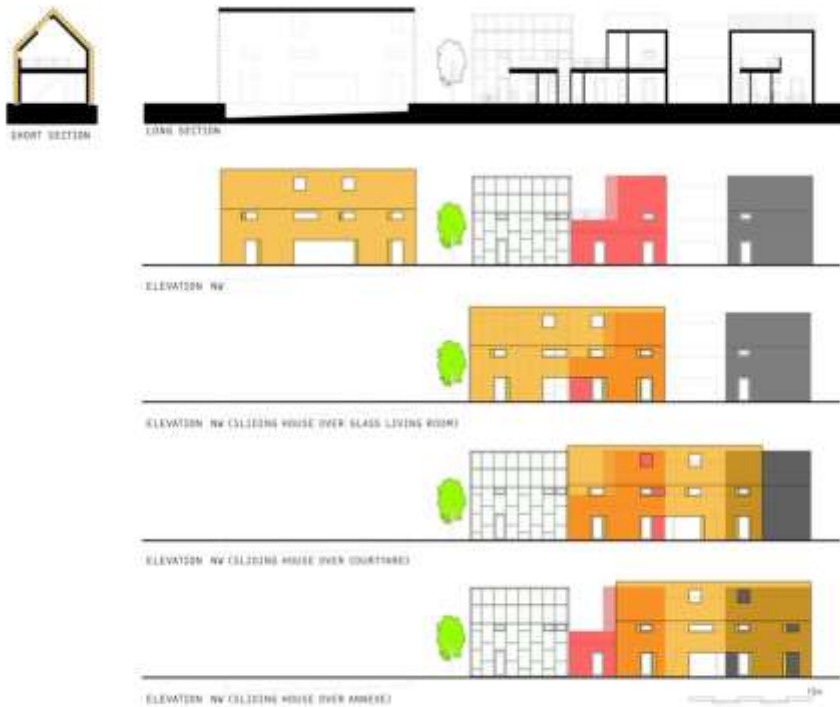 SHORT SECTION
LONG SECTION
ELEVATION NW
ELEVATION NW (SLIDING HOUSE OVER GLASS LIVING ROOM)
ELEVATION NW (SLIDING HOUSE OVER COURTYARD)
ELEVATION NW (SLIDING HOUSE OVER ANNEXE)